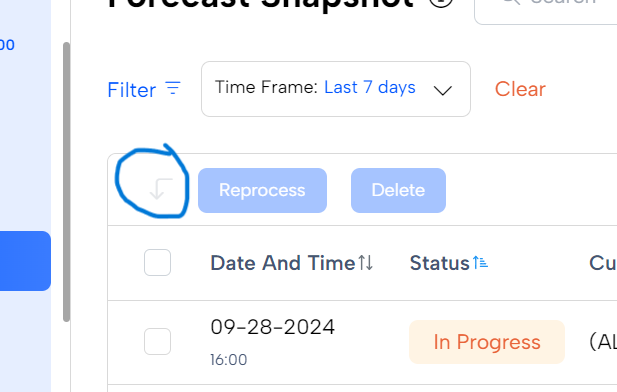 Forecast Snapshot
Search
00
Filter
Time Frame: Last 7 days
Clear
Reprocess
Delete
Date And Time
Status
Cu
09-28-2024
16:00
In Progress
(AL